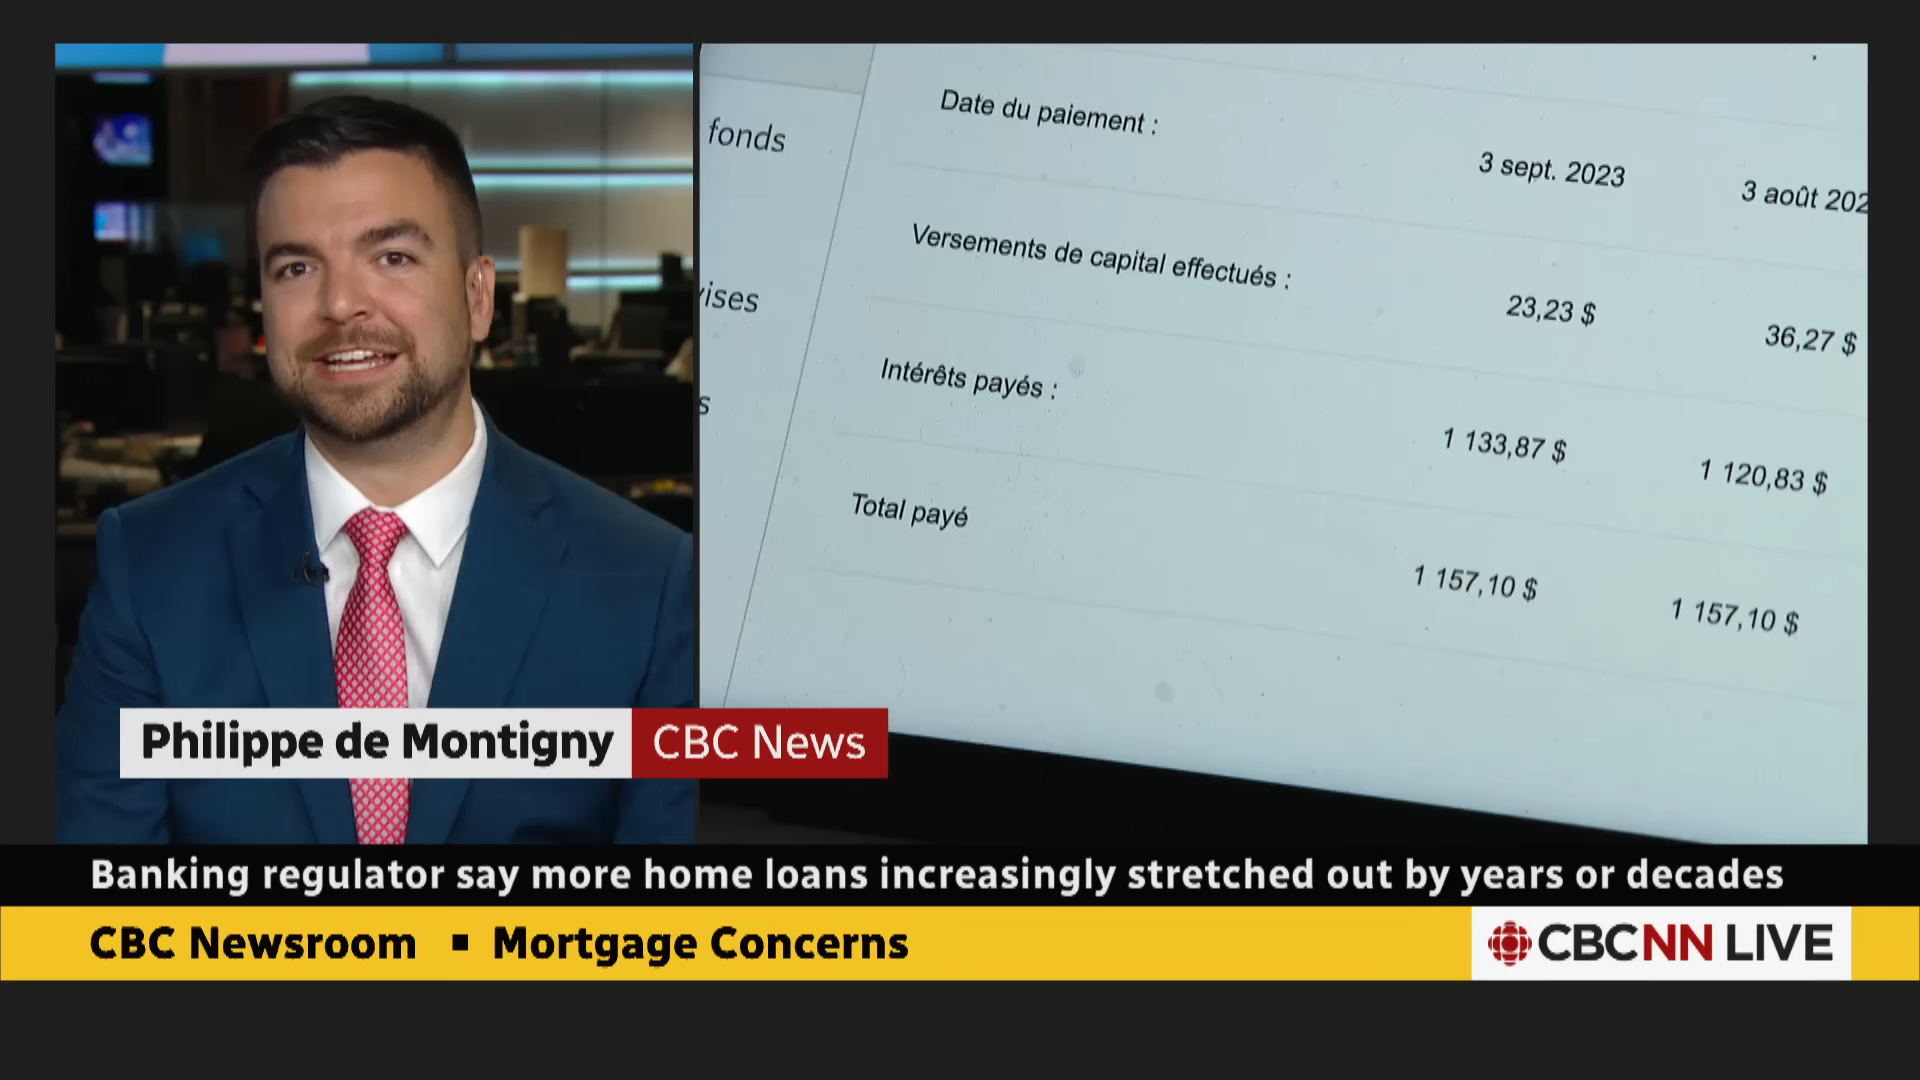 fonds
Date du paiement :
3 sept. 2023
3 août 202
Versements de capital effectués :
23,23 $
36,27 $
Intérêts payés :
1 133,87 $
1 120,83 $
Total payé
1 157,10 $
1 157,10 $
Philippe de Montigny CBC News
Banking regulator say more home loans increasingly stretched out by years or decades
CBC Newsroom ▪ Mortgage Concerns
CBCNN LIVE